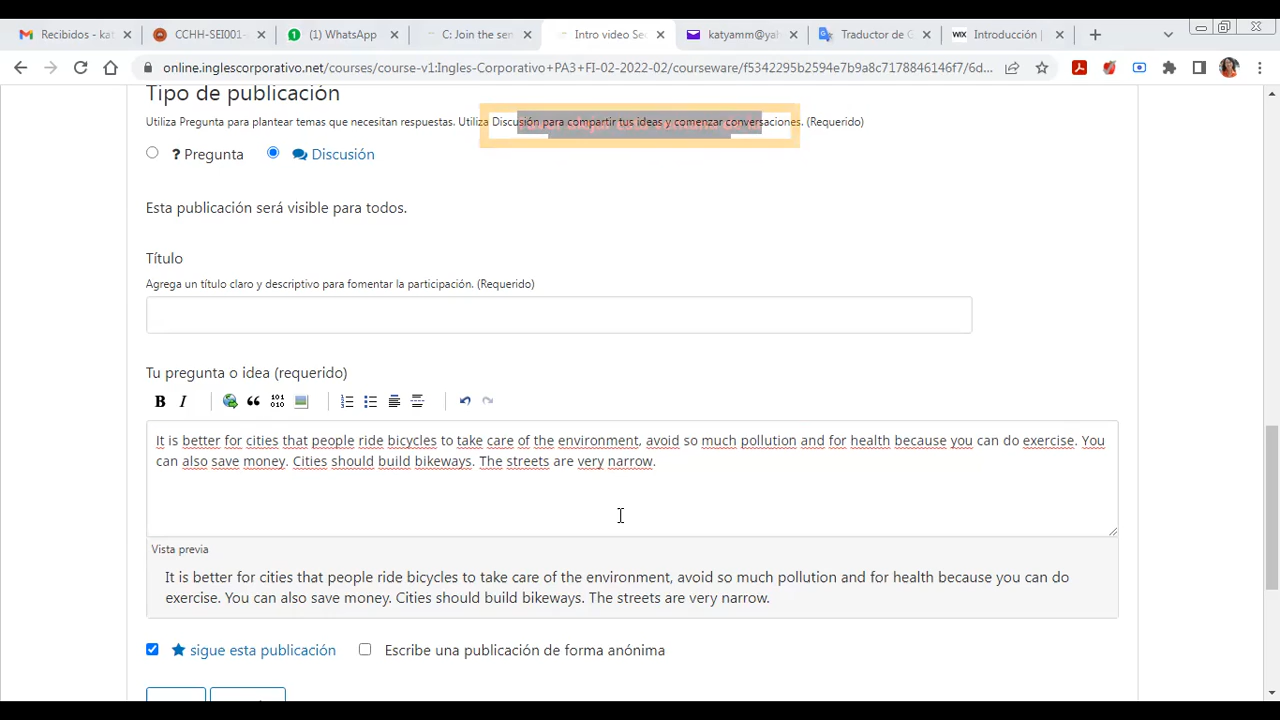 Recibidos - kat
CCHH-SEI001-
(1) WhatsApp
C: Join the sen
Intro video Sec
katyamm@yah
Traductor de G
WIX Introducción |
online.inglescorporativo.net/courses/course-v1:Ingles-Corporativo+PA3+FI-02-2022-02/courseware/f5342295b2594e7b9a8c7178846146f7/6d...
Tipo de publicación
Utiliza Pregunta para plantear temas que necesitan respuestas. Utiliza Discusión para compartir tus ideas y comenzar conversaciones. (Requerido)
? Pregunta
Discusión
Esta publicación será visible para todos.
Título
Agrega un título claro y descriptivo para fomentar la participación. (Requerido)
Tu pregunta o idea (requerido)
B I 101 010
It is better for cities that people ride bicycles to take care of the environment, avoid so much pollution and for health because you can do exercise. You
can also save money. Cities should build bikeways. The streets are very narrow.
Vista previa
It is better for cities that people ride bicycles to take care of the environment, avoid so much pollution and for health because you can do
exercise. You can also save money. Cities should build bikeways. The streets are very narrow.
sigue esta publicación
Escribe una publicación de forma anónima